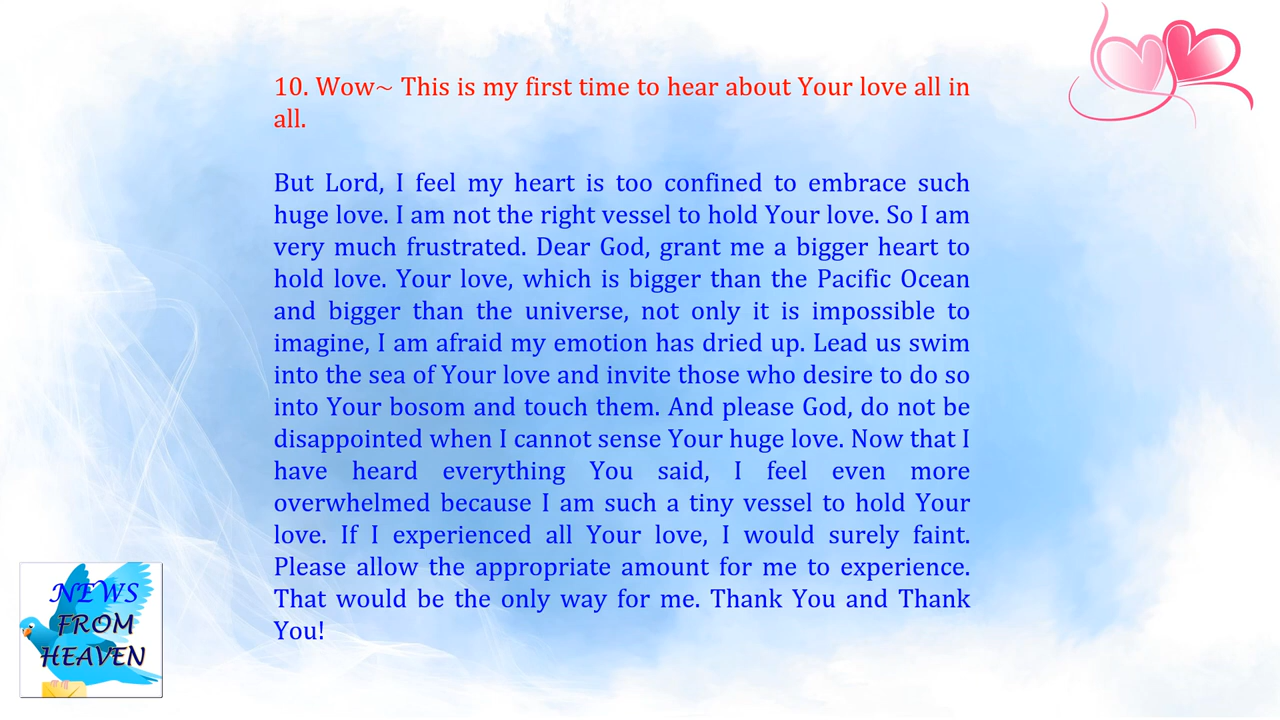 10. Wow~ This is my first time to hear about Your love all in
all.
But Lord, I feel my heart is too confined to embrace such
huge love. I am not the right vessel to hold Your love. So I am
very much frustrated. Dear God, grant me a bigger heart to
hold love. Your love, which is bigger than the Pacific Ocean
and bigger than the universe, not only it is impossible to
imagine, I am afraid my emotion has dried up. Lead us swim
into the sea of Your love and invite those who desire to do so
into Your bosom and touch them. And please God, do not be
disappointed when I cannot sense Your huge love. Now that I
have heard everything You said, I feel even more
overwhelmed because I am such a tiny vessel to hold Your
love. If I experienced all Your love, I would surely faint.
Please allow the appropriate amount for me to experience.
That would be the only way for me. Thank You and Thank
You!
NEWS
FROM
HEAVEN